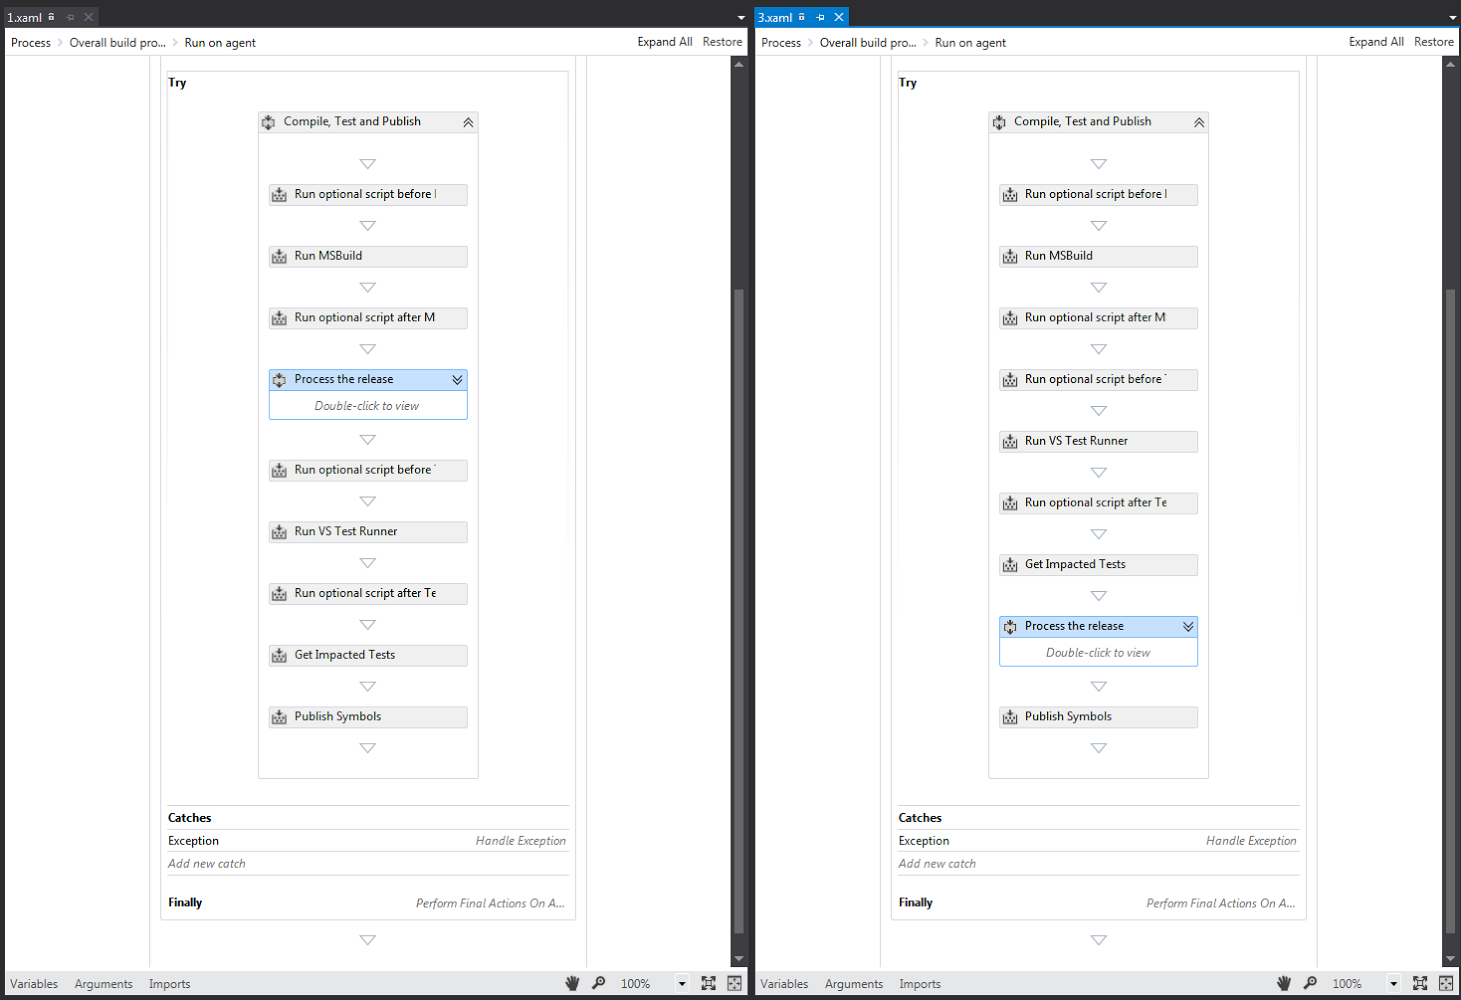 1.xaml
Process > Overall build pro... > Run on agent
Expand All Restore
Try
Compile, Test and Publish
Run optional script before
Run MSBuild
Run optional script after M
Process the release
Double-click to view
Run optional script before
Run VS Test Runner
Run optional script after Te
Get Impacted Tests
Publish Symbols
Catches
Exception Handle Exception
Add new catch
Finally Perform Final Actions On A...
Variables Arguments Imports 100%
3.xaml
Process > Overall build pro... > Run on agent
Expand All Restore
Try
Compile, Test and Publish
Run optional script before
Run MSBuild
Run optional script after M
Run optional script before
Run VS Test Runner
Run optional script after Te
Get Impacted Tests
Process the release
Double-click to view
Publish Symbols
Catches
Exception Handle Exception
Add new catch
Finally Perform Final Actions On A...
Variables Arguments Imports 100%